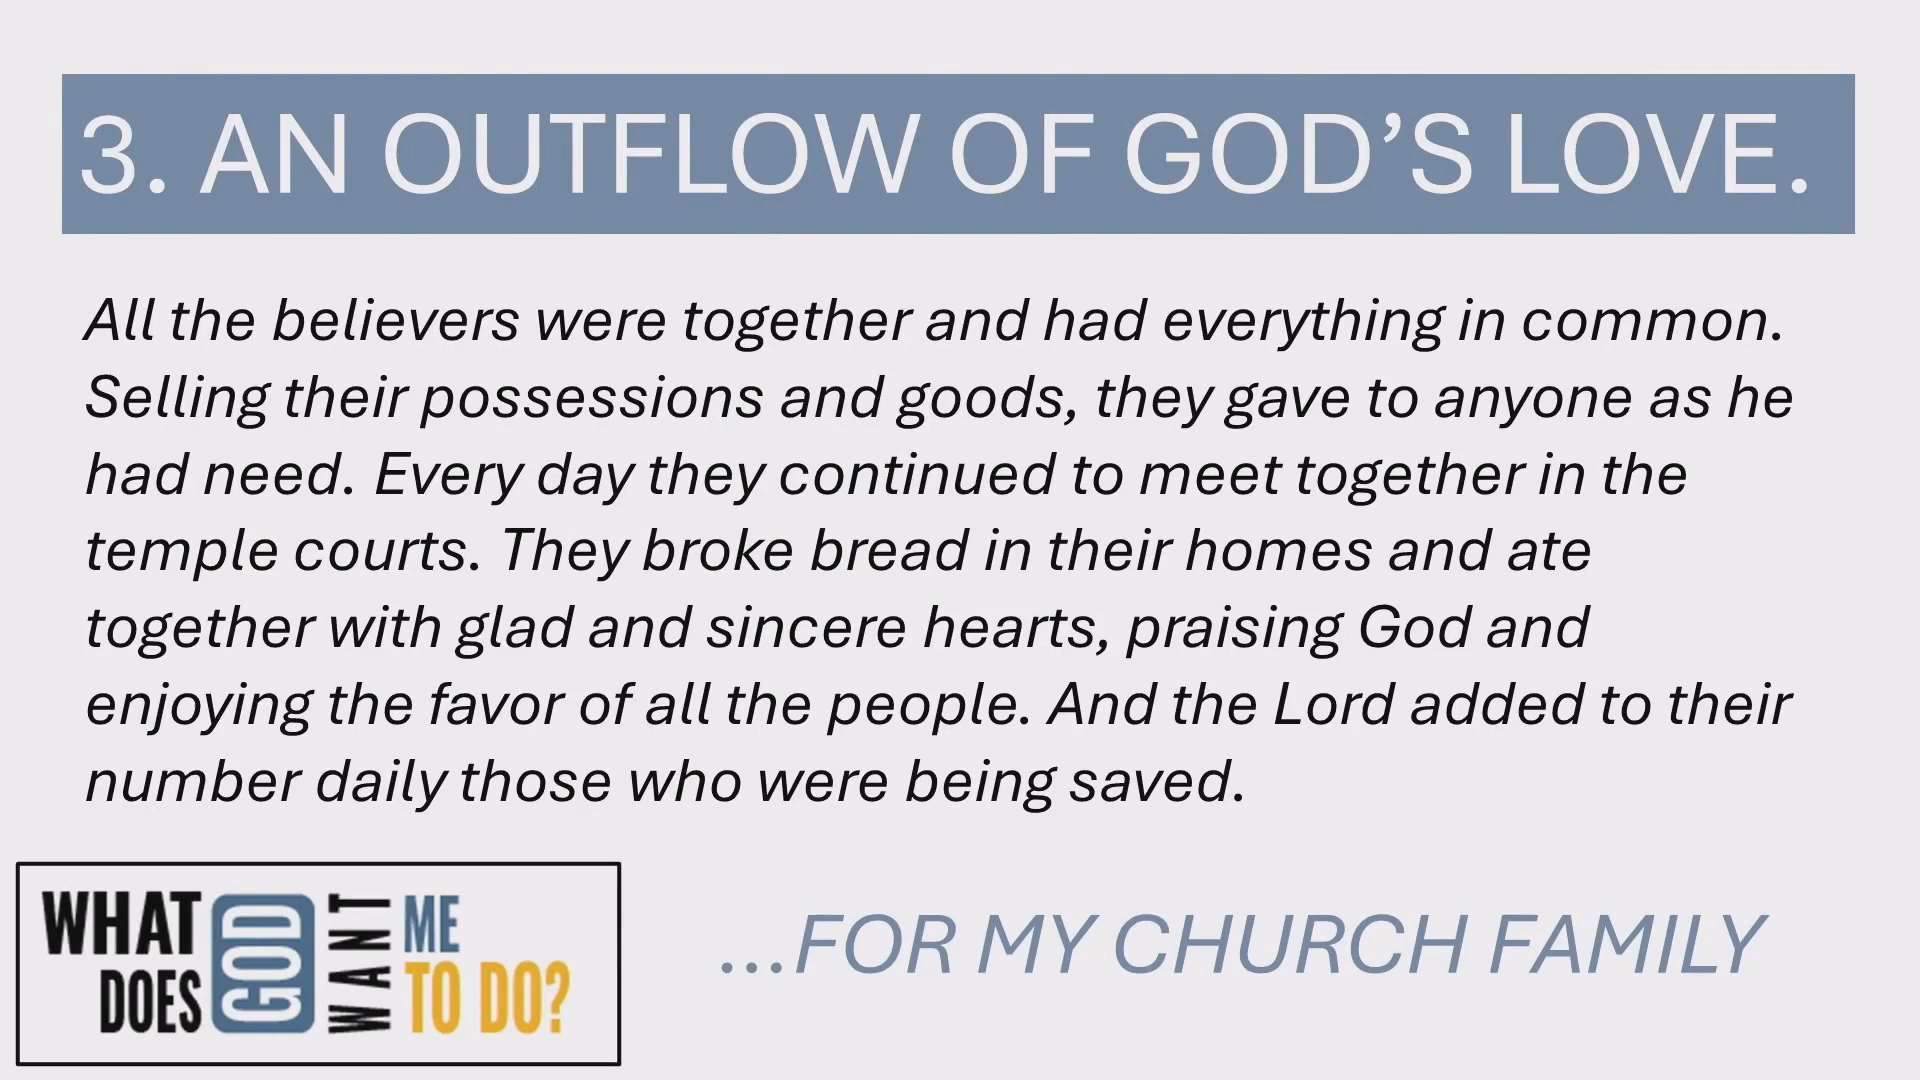 3. AN OUTFLOW OF GOD’S LOVE.
All the believers were together and had everything in common.
Selling their possessions and goods, they gave to anyone as he
had need. Every day they continued to meet together in the
temple courts. They broke bread in their homes and ate
together with glad and sincere hearts, praising God and
enjoying the favor of all the people. And the Lord added to their
number daily those who were being saved.
WHAT DOES GOD WANT ME TO DO?
...FOR MY CHURCH FAMILY